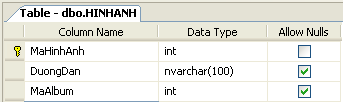 Table - dbo.HINHANH
Column Name Data Type Allow Nulls
MaHinhAnh int
DuongDan nvarchar(100)
MaAlbum int